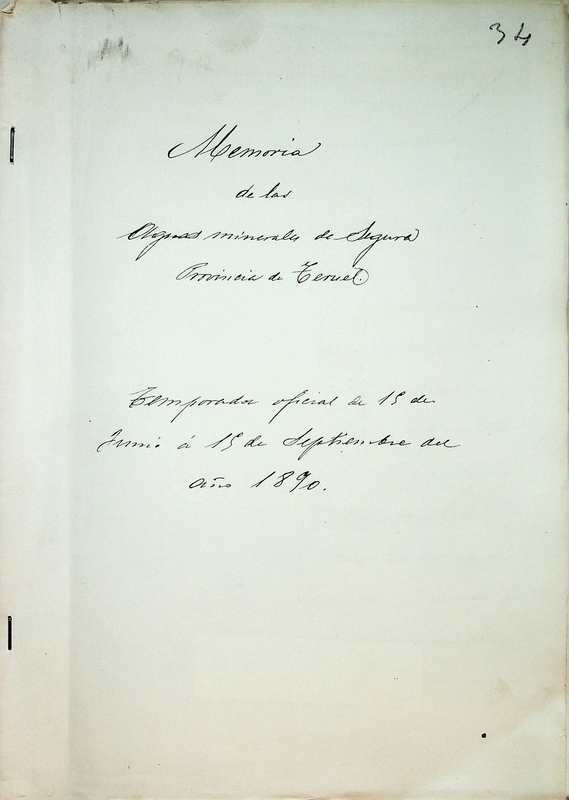 34
Memoria
de las
Aguas minerales de Segura
Provincia de Teruel.
Temporada oficial de 15 de
Junio á 15 de Septiembre del
año 1890.